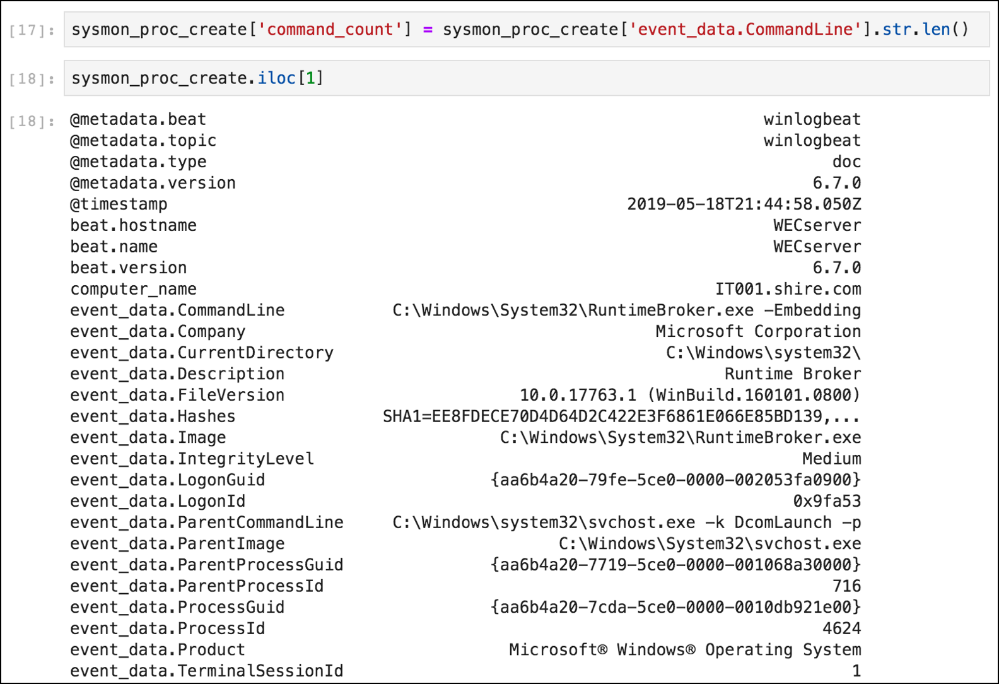 [17]: sysmon_proc_create['command_count'] = sysmon_proc_create['event_data.CommandLine'].str.len()
[18]: sysmon_proc_create.iloc[1]
[18]: @metadata.beat winlogbeat
@metadata.topic winlogbeat
@metadata.type doc
@metadata.version 6.7.0
@timestamp 2019-05-18T21:44:58.050Z
beat.hostname WECserver
beat.name WECserver
beat.version 6.7.0
computer_name IT001.shire.com
event_data.CommandLine C:\Windows\System32\RuntimeBroker.exe -Embedding
event_data.Company Microsoft Corporation
event_data.CurrentDirectory C:\Windows\system32\
event_data.Description Runtime Broker
event_data.FileVersion 10.0.17763.1 (WinBuild.160101.0800)
event_data.Hashes SHA1=EE8FDECE70D4D64D2C422E3F6861E066E85BD139,...
event_data.Image C:\Windows\System32\RuntimeBroker.exe
event_data.IntegrityLevel Medium
event_data.LogonGuid {aa6b4a20-79fe-5ce0-0000-002053fa0900}
event_data.LogonId 0x9fa53
event_data.ParentCommandLine C:\Windows\system32\svchost.exe -k DcomLaunch -p
event_data.ParentImage C:\Windows\System32\svchost.exe
event_data.ParentProcessGuid {aa6b4a20-7719-5ce0-0000-001068a30000}
event_data.ParentProcessId 716
event_data.ProcessGuid {aa6b4a20-7cda-5ce0-0000-0010db921e00}
event_data.ProcessId 4624
event_data.Product Microsoft® Windows® Operating System
event_data.TerminalSessionId 1